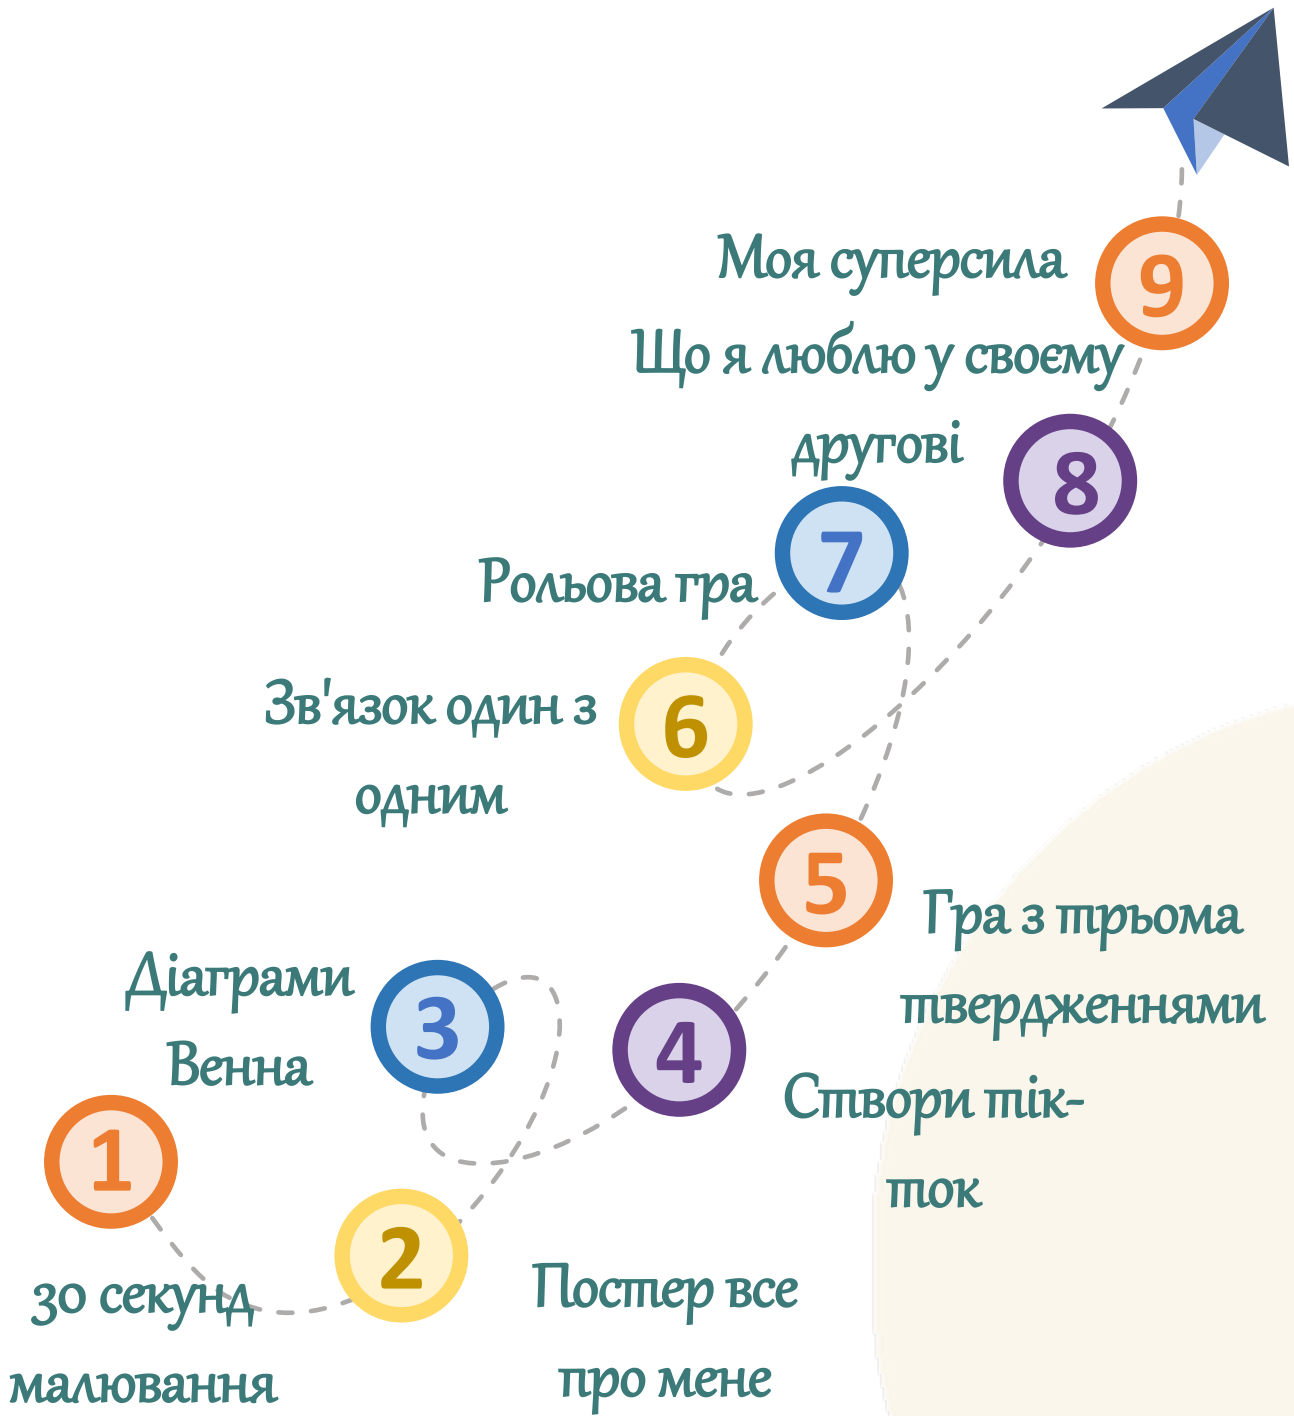 Моя суперсила
9
Що я люблю у своєму
другові
8
7
Рольова гра
6
Зв'язок один з
одним
5
Гра з трьома
твердженнями
Діаграми
Венна
3
4
Створи тік-
ток
1
2
30 секунд
малювання
Постер все
про мене